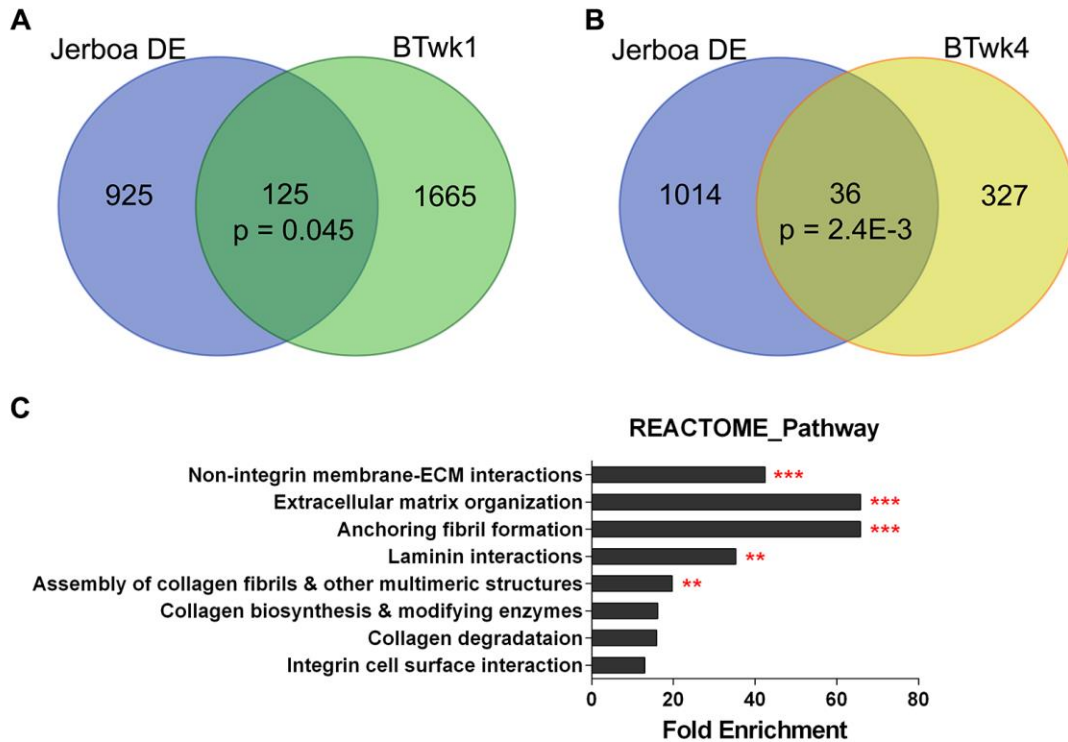 A
Jerboa DE
BTwk1
925
125
p = 0.045
1665
B
Jerboa DE
BTwk4
1014
36
p = 2.4E-3
327
C
REACTOME_Pathway
Non-integrin membrane-ECM interactions
***
Extracellular matrix organization
***
Anchoring fibril formation
***
Laminin interactions
**
Assembly of collagen fibrils & other multimeric structures
**
Collagen biosynthesis & modifying enzymes
Collagen degradataion
Integrin cell surface interaction
0 20 40 60 80
Fold Enrichment